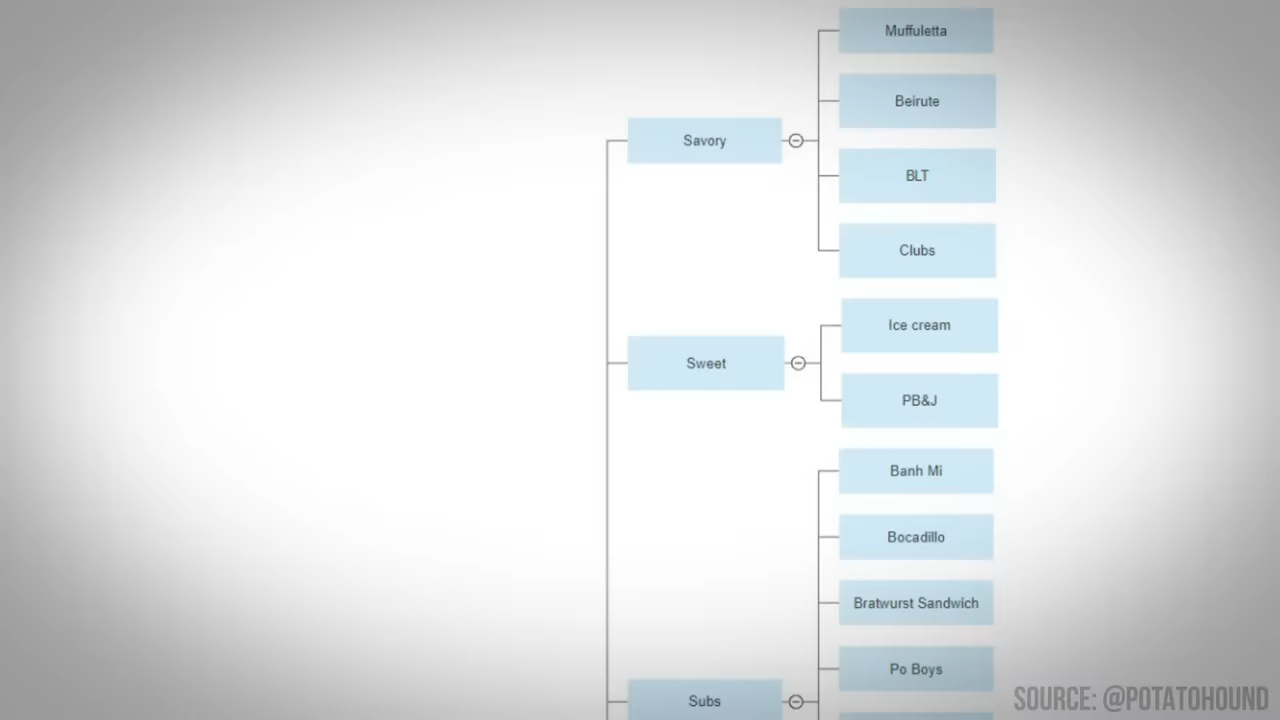 Muffuletta
Beirute
Savory
BLT
Clubs
Ice cream
Sweet
PB&J
Banh Mi
Bocadillo
Bratwurst Sandwich
Po Boys
Subs
SOURCE: @POTATOHOUND